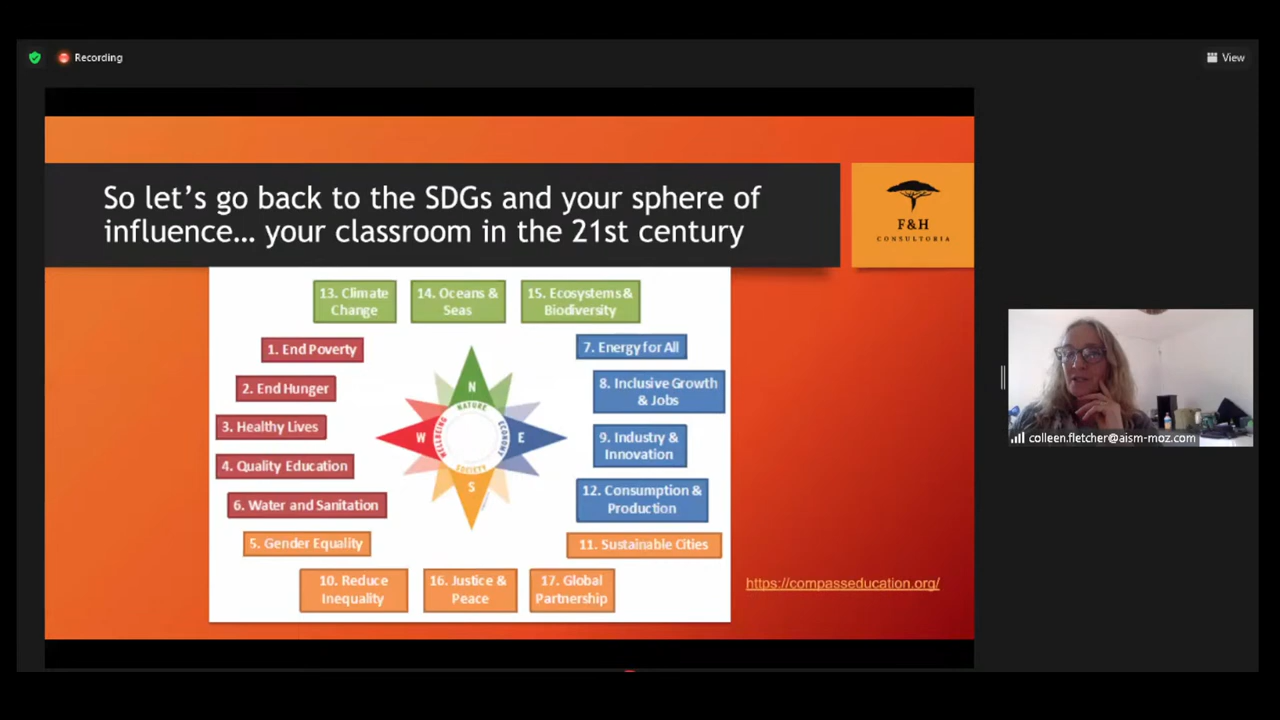 Recording
View
So let's go back to the SDGs and your sphere of
influence... your classroom in the 21st century
F&H
CONSULTORIA
13. Climate
Change
14. Oceans &
Seas
15. Ecosystems &
Biodiversity
1. End Poverty
2. End Hunger
3. Healthy Lives
4. Quality Education
6. Water and Sanitation
5. Gender Equality
7. Energy for All
8. Inclusive Growth
& Jobs
9. Industry &
Innovation
12. Consumption &
Production
11. Sustainable Cities
10. Reduce
Inequality
16. Justice &
Peace
17. Global
Partnership
N
NATURE
W
WELLBEING
ECONOMY
E
SOCIETY
S
https://compasseducation.org/
colleen.fletcher@aism-moz.com